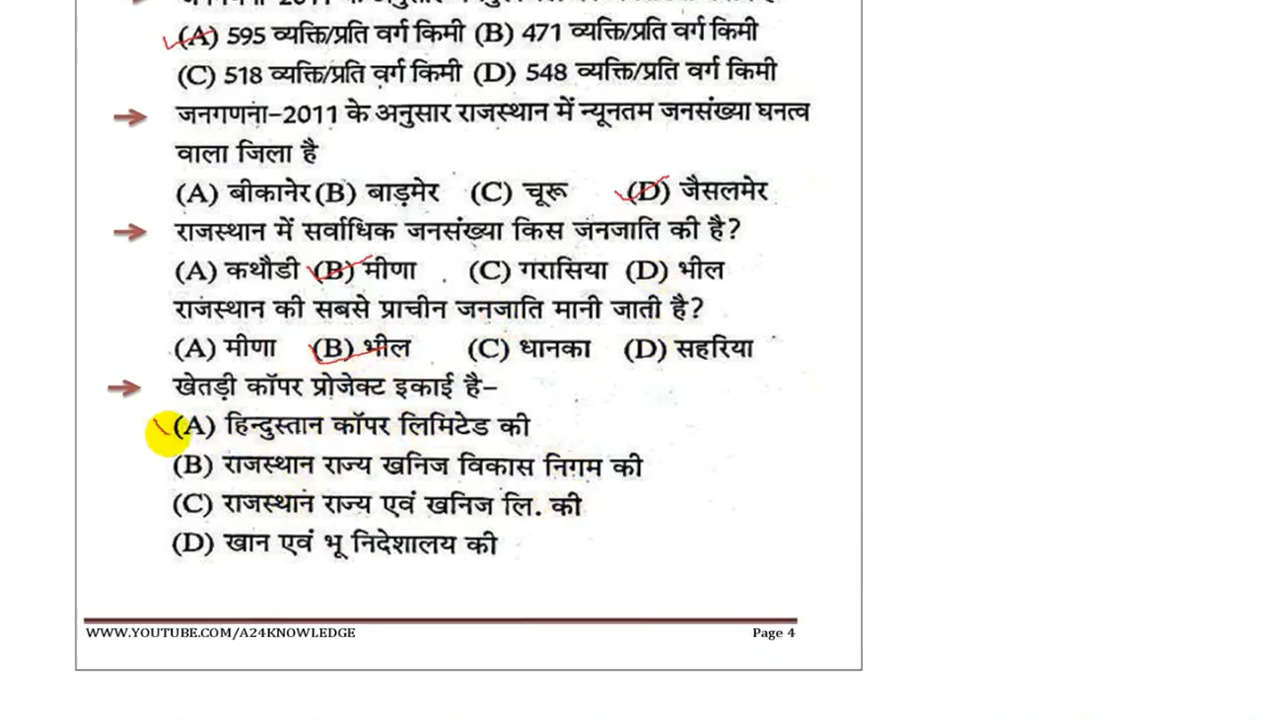 (A) 595 व्यक्ति/प्रति वर्ग किमी (B) 471 व्यक्ति/प्रति वर्ग किमी
(C) 518 व्यक्ति/प्रति वर्ग किमी (D) 548 व्यक्ति/प्रति वर्ग किमी
जनगणना-2011 के अनुसार राजस्थान में न्यूनतम जनसंख्या घनत्व
वाला जिला है
(A) बीकानेर (B) बाड़मेर (C) चूरू (D) जैसलमेर
राजस्थान में सर्वाधिक जनसंख्या किस जनजाति की है?
(A) कथौडी (B) मीणा (C) गरासिया (D) भील
राजस्थान की सबसे प्राचीन जनजाति मानी जाती है?
(A) मीणा (B) भील (C) धानका (D) सहरिया
खेतड़ी कॉपर प्रोजेक्ट इकाई है-
(A) हिन्दुस्तान कॉपर लिमिटेड की
(B) राजस्थान राज्य खनिज विकास निगम की
(C) राजस्थान राज्य एवं खनिज लि. की
(D) खान एवं भू निदेशालय की
WWW.YOUTUBE.COM/A24KNOWLEDGE Page 4